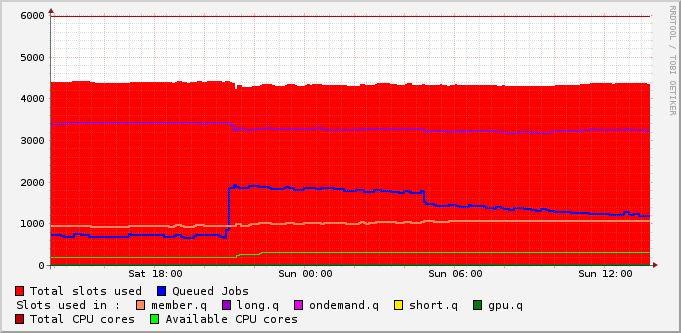 RRDTOOL / TOBI OETIKER
6000
5000
4000
3000
2000
1000
0
Sat 18:00 Sun 00:00 Sun 06:00 Sun 12:00
Total slots used Queued Jobs
Slots used in : member.q long.q ondemand.q short.q gpu.q
Total CPU cores Available CPU cores